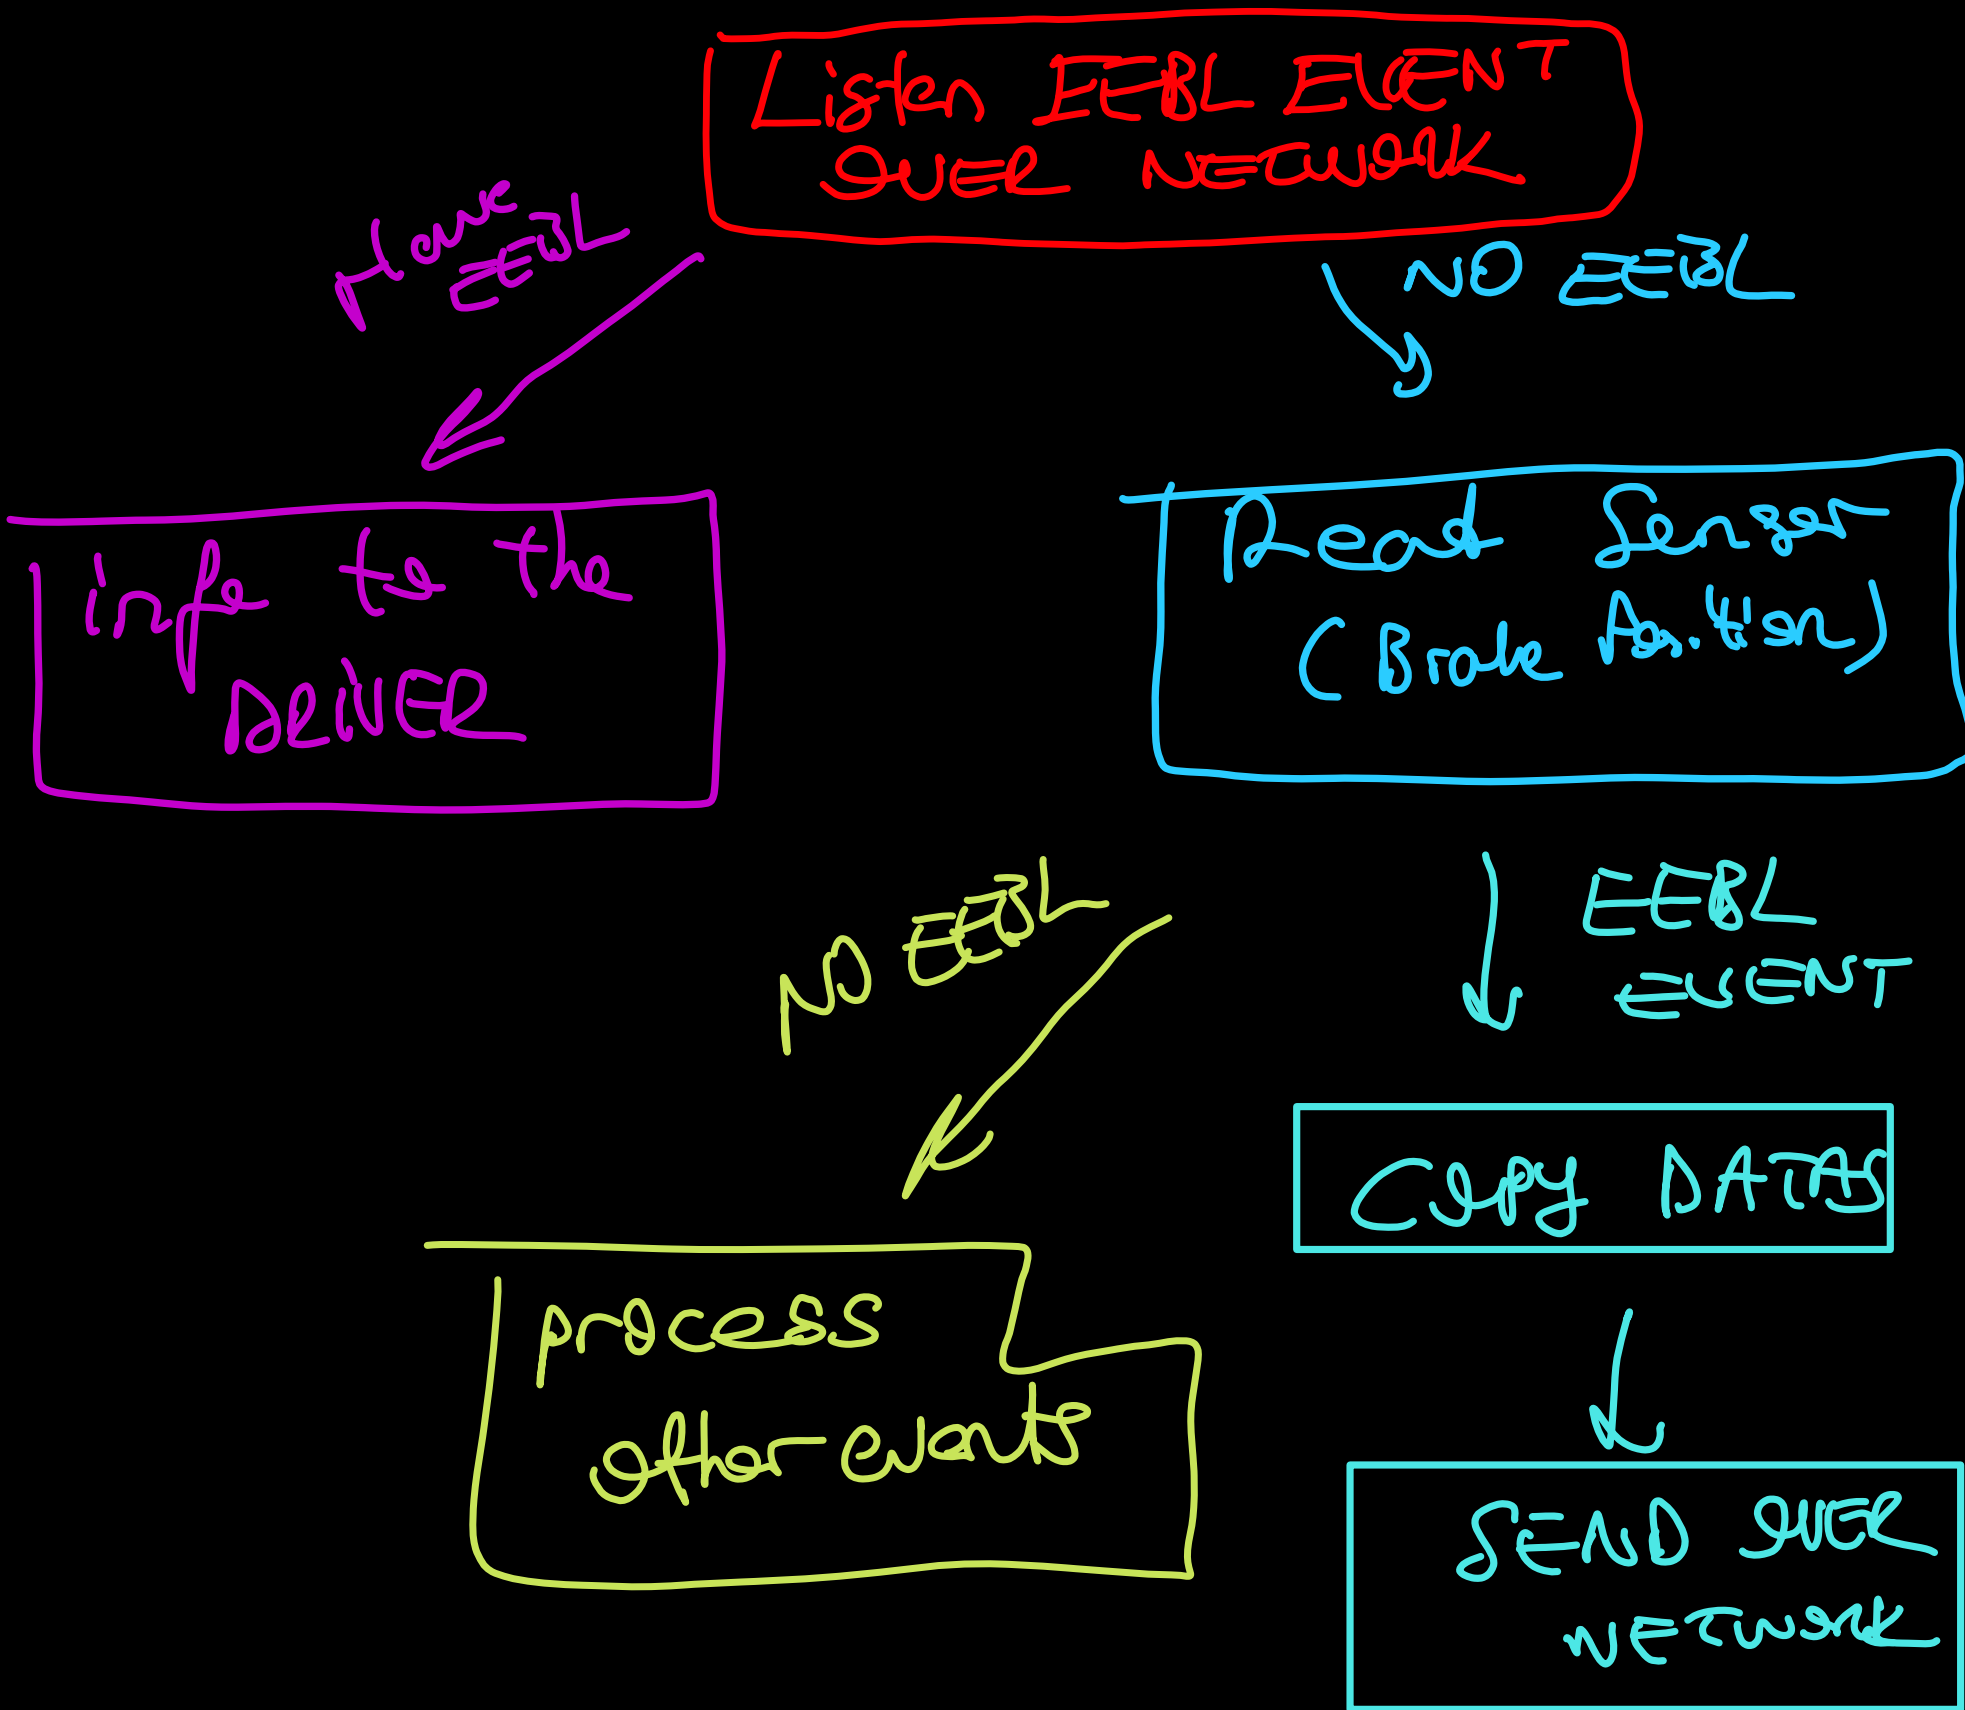 Listen EEBL EVENT
OVER NETWORK
Have
EEBL
NO EEBL
info to the
DRIVER
Read Sensor
(Brake Position)
NO EEBL
EEBL
EVENT
COPY DATAS
process
other events
SEND OVER
NETWORK